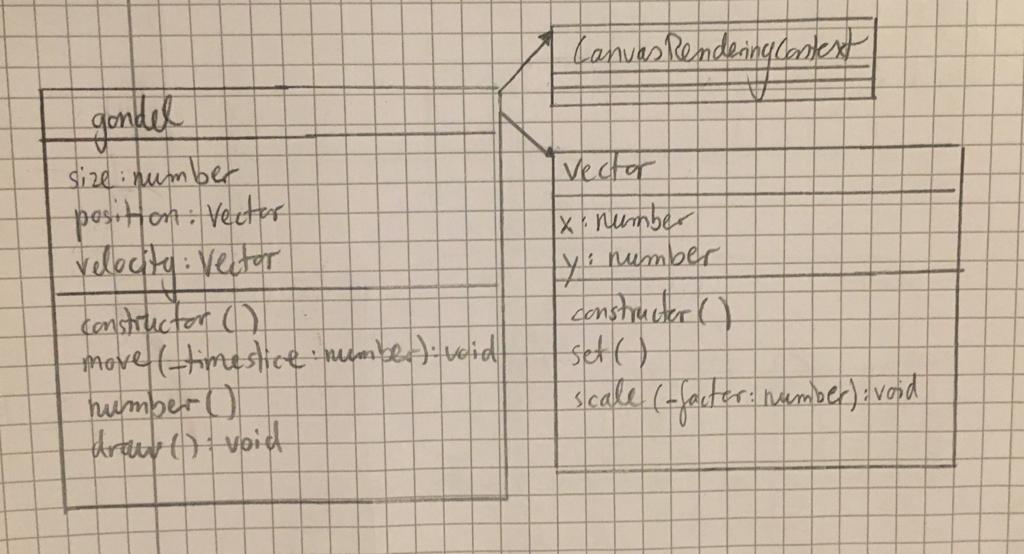 gondel
size: number
position: Vector
velocity: Vector
constructor()
move(_timeslice: number): void
number()
draw(): void
CanvasRenderingContext
Vector
x: number
y: number
constructor()
set()
scale(_factor: number): void